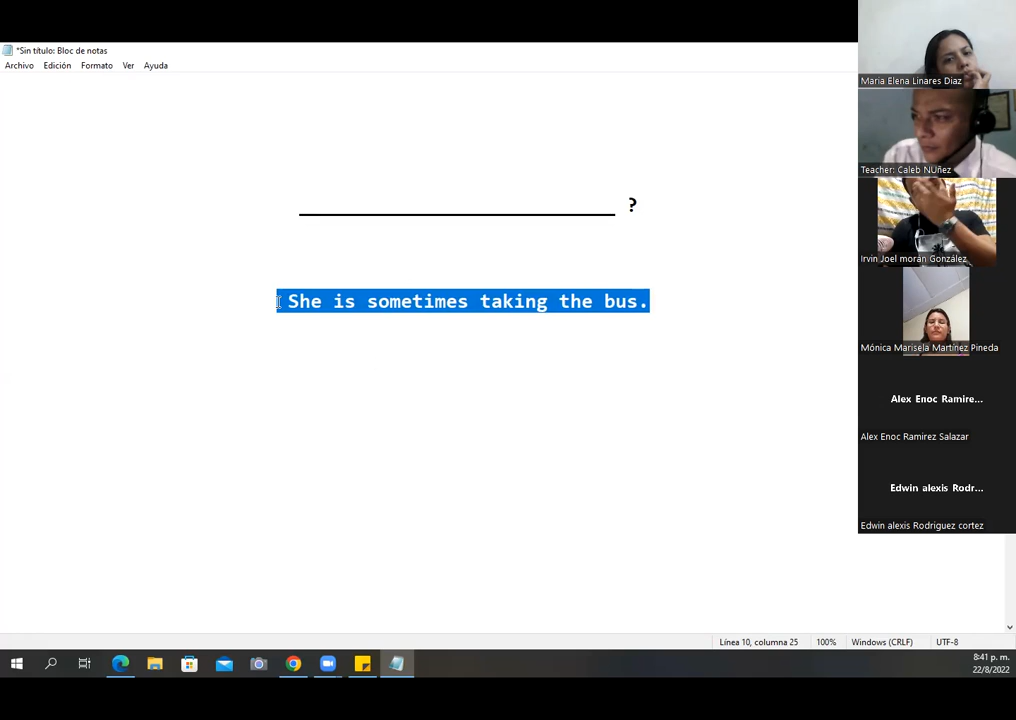 *Sin título: Bloc de notas
Archivo Edición Formato Ver Ayuda
María Elena Linares Diaz
Teacher: Caleb NUñez
?
Irvin Joel morán González
She is sometimes taking the bus.
Mónica Marisela Martínez Pineda
Alex Enoc Ramire...
Alex Enoc Ramirez Salazar
Edwin alexis Rodr...
Edwin alexis Rodriguez cortez
Línea 10, columna 25 100% Windows (CRLF) UTF-8
8:41 p. m.
22/8/2022